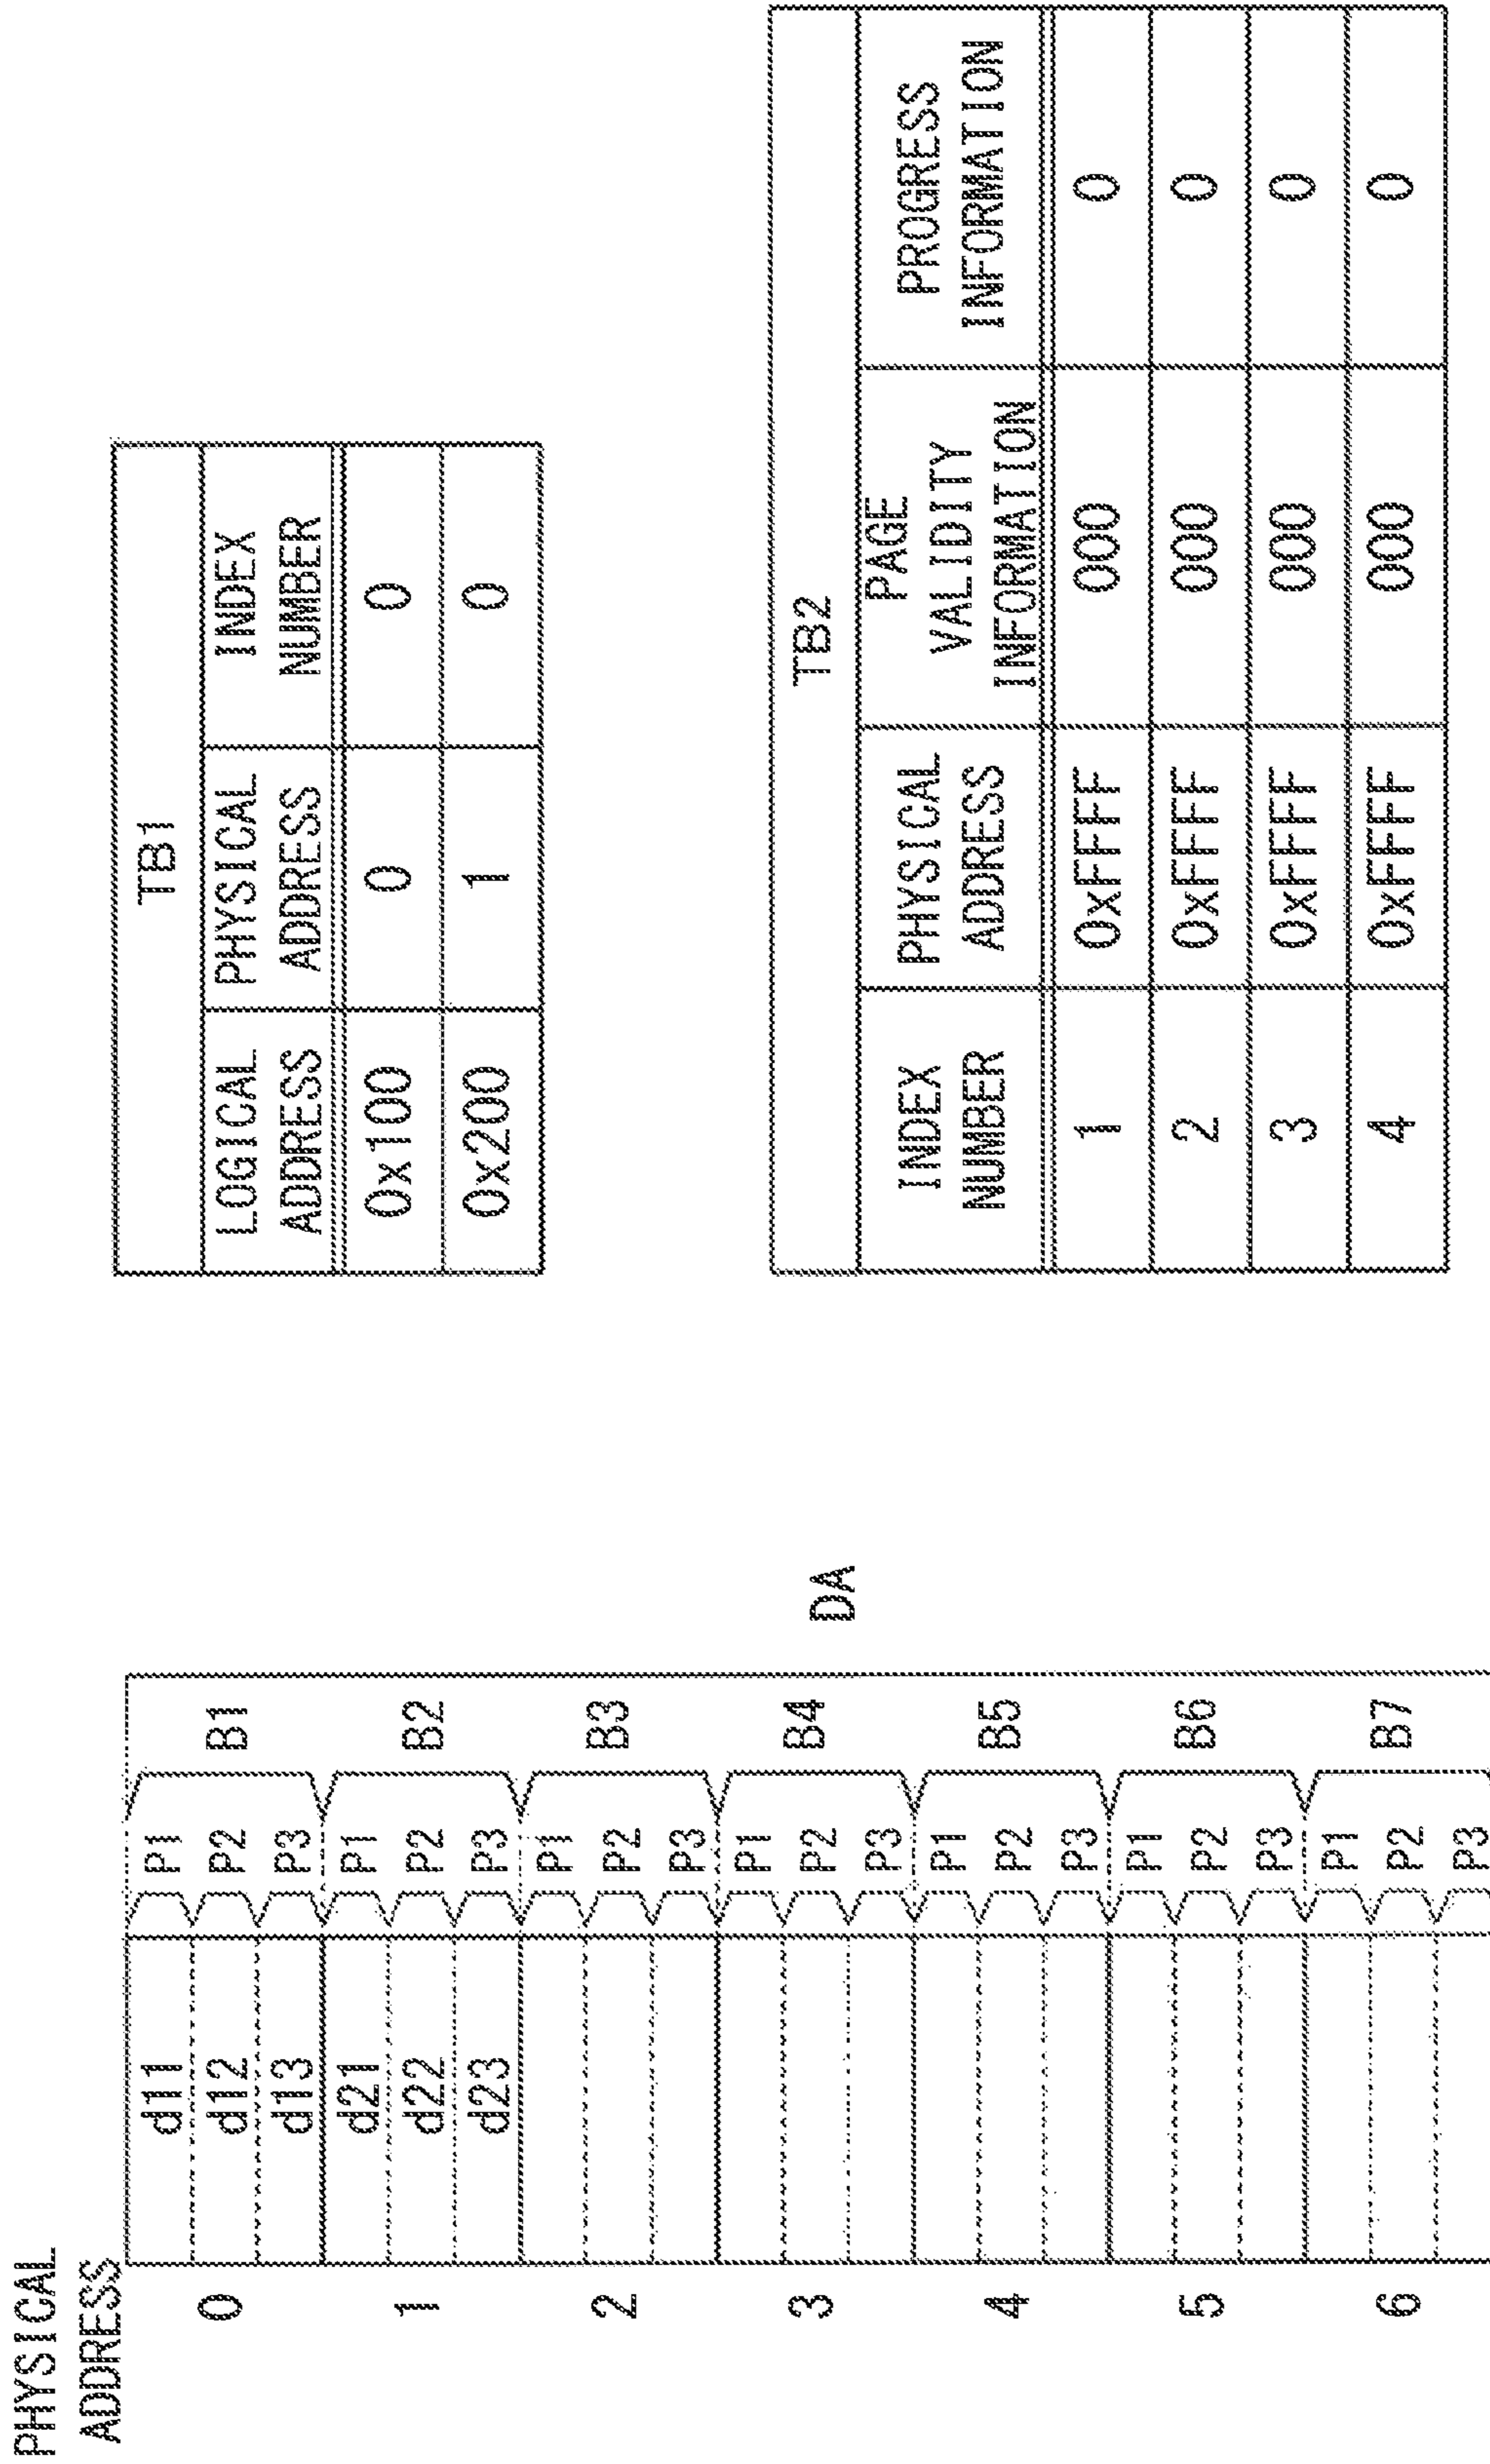 PHYSICAL
ADDRESS
0 d11 P1 B1
d12 P2
d13 P3
1 d21 P1 B2
d22 P2
d23 P3
2 P1 B3
P2
P3
3 P1 B4
P2
P3
4 P1 B5
P2
P3
5 P1 B6
P2
P3
6 P1 B7
P2
P3
DA
TB1
LOGICAL PHYSICAL INDEX
ADDRESS ADDRESS NUMBER
0x100 0 0
0x200 1 0
TB2
INDEX PHYSICAL PAGE PROGRESS
NUMBER ADDRESS VALIDITY INFORMATION
INFORMATION
1 0xFFFF 000 0
2 0xFFFF 000 0
3 0xFFFF 000 0
4 0xFFFF 000 0